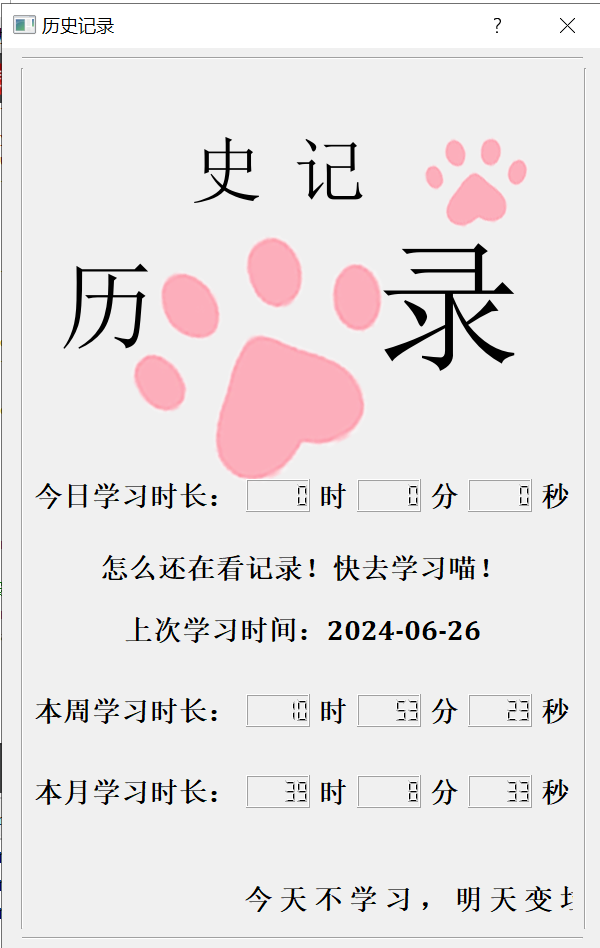 历史记录
?
史 记
历 录
今日学习时长： 0 时 0 分 0 秒
怎么还在看记录！快去学习喵！
上次学习时间：2024-06-26
本周学习时长： 10 时 53 分 23 秒
本月学习时长： 39 时 8 分 33 秒
今天不学习，明天变